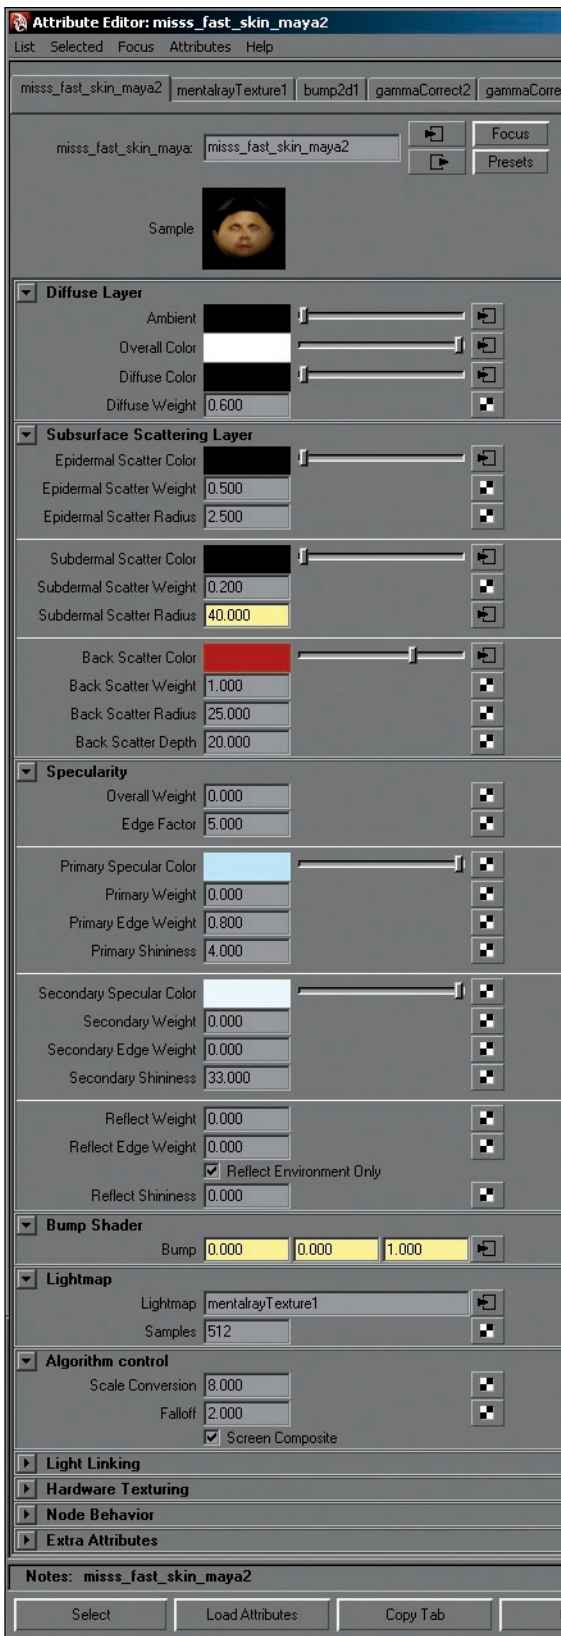 Attribute Editor: misss_fast_skin_maya2
List Selected Focus Attributes Help
misss_fast_skin_maya2 mentalrayTexture1 bump2d1 gammaCorrect2 gammaCorre
misss_fast_skin_maya: misss_fast_skin_maya2 Focus
Presets
Sample
Diffuse Layer
Ambient
Overall Color
Diffuse Color
Diffuse Weight 0.600
Subsurface Scattering Layer
Epidermal Scatter Color
Epidermal Scatter Weight 0.500
Epidermal Scatter Radius 2.500
Subdermal Scatter Color
Subdermal Scatter Weight 0.200
Subdermal Scatter Radius 40.000
Back Scatter Color
Back Scatter Weight 1.000
Back Scatter Radius 25.000
Back Scatter Depth 20.000
Specularity
Overall Weight 0.000
Edge Factor 5.000
Primary Specular Color
Primary Weight 0.000
Primary Edge Weight 0.800
Primary Shininess 4.000
Secondary Specular Color
Secondary Weight 0.000
Secondary Edge Weight 0.000
Secondary Shininess 33.000
Reflect Weight 0.000
Reflect Edge Weight 0.000
Reflect Environment Only
Reflect Shininess 0.000
Bump Shader
Bump 0.000 0.000 1.000
Lightmap
Lightmap mentalrayTexture1
Samples 512
Algorithm control
Scale Conversion 8.000
Falloff 2.000
Screen Composite
Light Linking
Hardware Texturing
Node Behavior
Extra Attributes
Notes: misss_fast_skin_maya2
Select Load Attributes Copy Tab